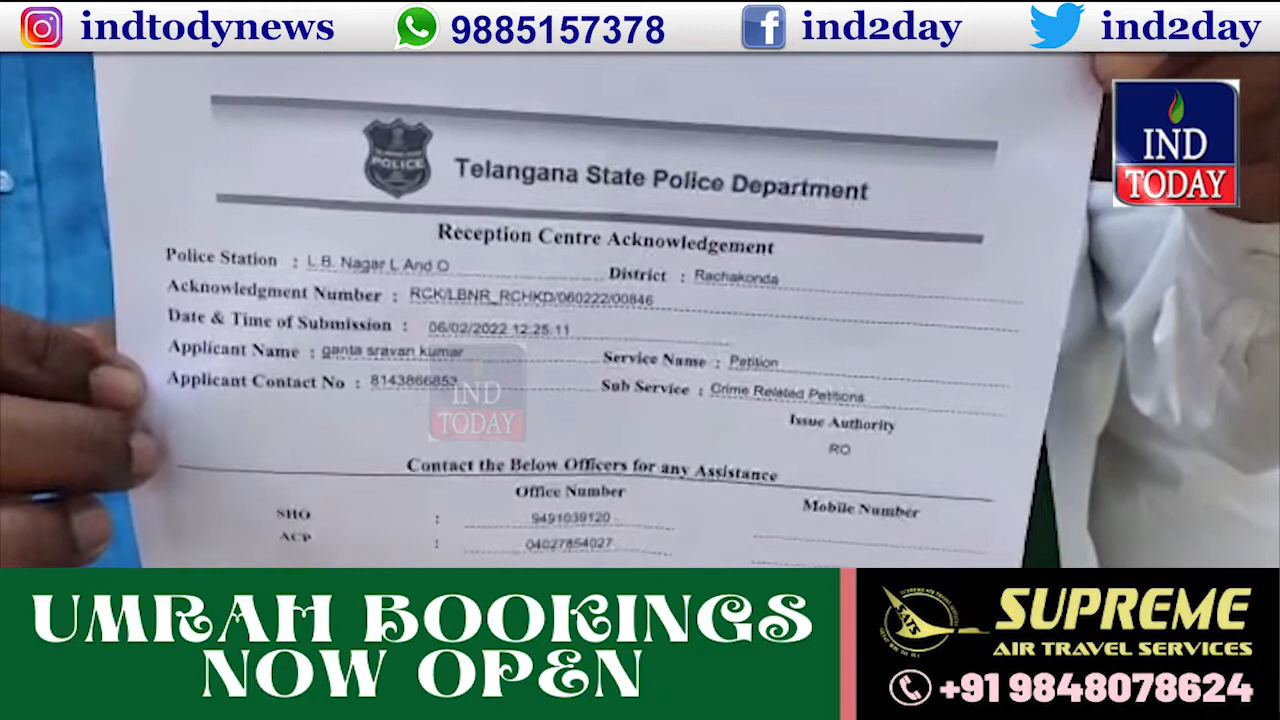 indtodynews 9885157378 ind2day ind2day
IND
TODAY
POLICE
Telangana State Police Department
Reception Centre Acknowledgement
Police Station : L.B. Nagar L And O District : Rachakonda
Acknowledgment Number : RCK/LBNR_RCHKD/060222/00846
Date & Time of Submission : 06/02/2022 12:25:11
Applicant Name : ganta sravan kumar Service Name : Petition
Applicant Contact No : 8143866853 Sub Service : Crime Related Petitions
IND
TODAY
Issue Authority
RO
Contact the Below Officers for any Assistance
Office Number Mobile Number
SHO : 9491039120
ACP : 04027854027
UMRAH BOOKINGS
NOW OPEN
SATS
SUPREME
AIR TRAVEL SERVICES
+91 9848078624